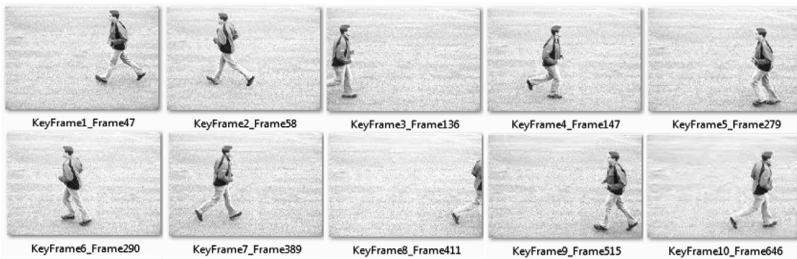 KeyFrame1_Frame47
KeyFrame2_Frame58
KeyFrame3_Frame136
KeyFrame4_Frame147
KeyFrame5_Frame279
KeyFrame6_Frame290
KeyFrame7_Frame389
KeyFrame8_Frame411
KeyFrame9_Frame515
KeyFrame10_Frame646